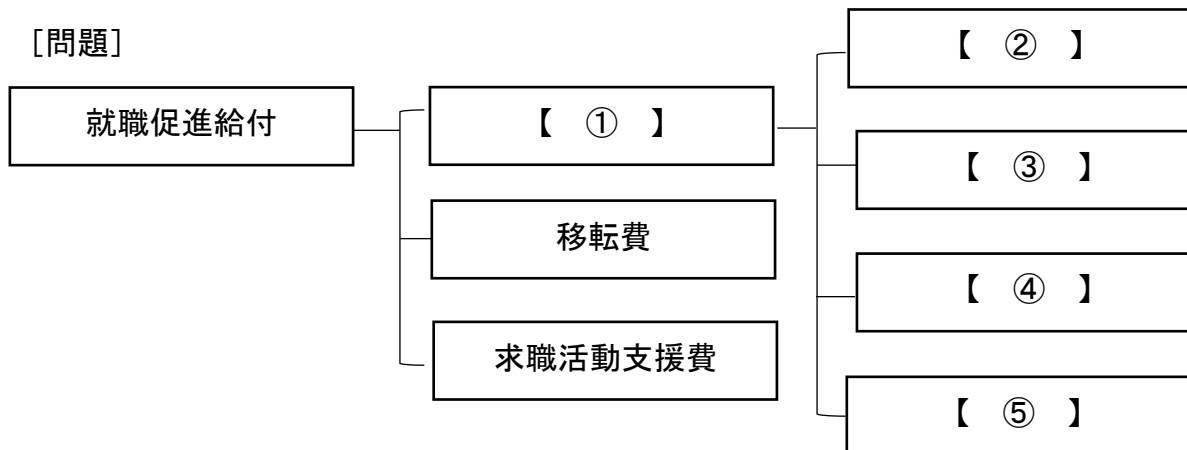 ［問題］
就職促進給付
【　①　】
移転費
求職活動支援費
【　②　】
【　③　】
【　④　】
【　⑤　】